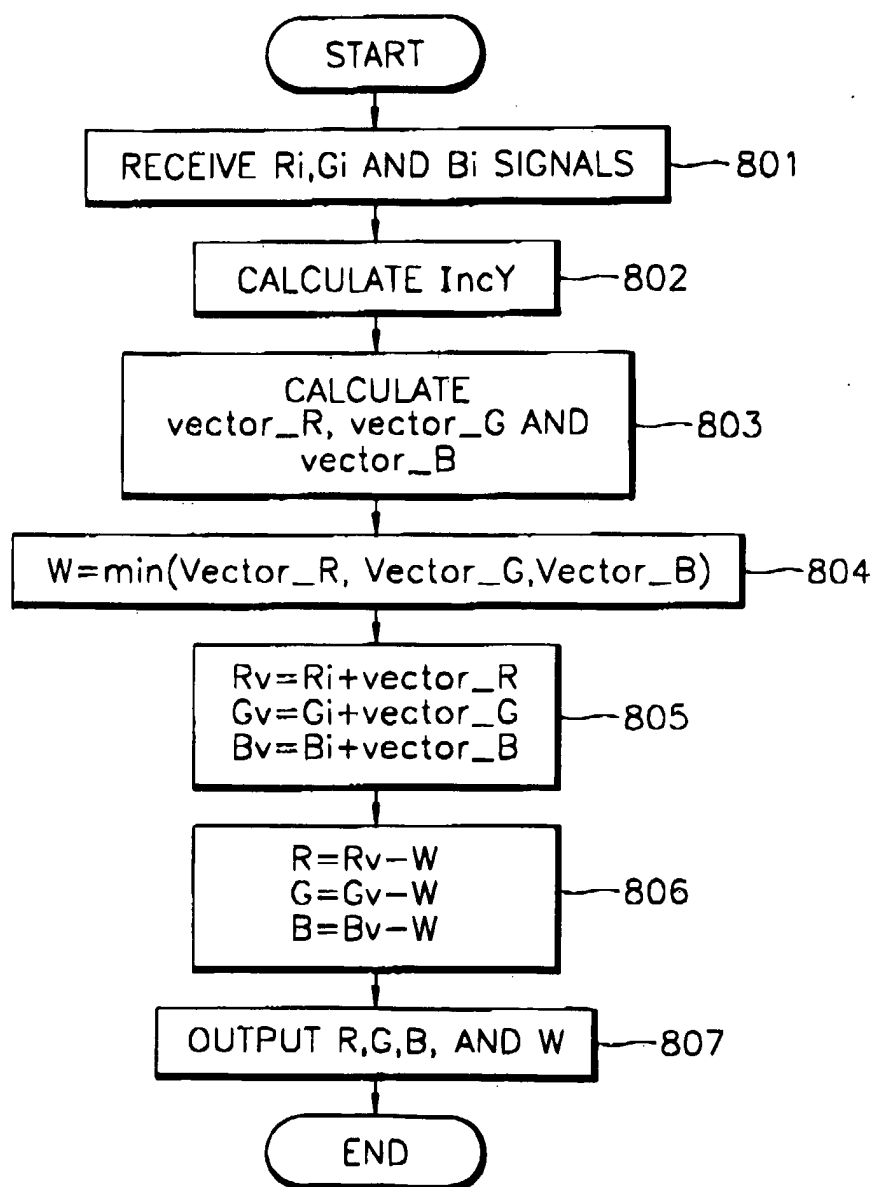 START
RECEIVE Ri,Gi AND Bi SIGNALS
801
CALCULATE IncY
802
CALCULATE
vector_R, vector_G AND
vector_B
803
W=min(Vector_R, Vector_G,Vector_B)
804
Rv=Ri+vector_R
Gv=Gi+vector_G
Bv=Bi+vector_B
805
R=Rv-W
G=Gv-W
B=Bv-W
806
OUTPUT R,G,B, AND W
807
END